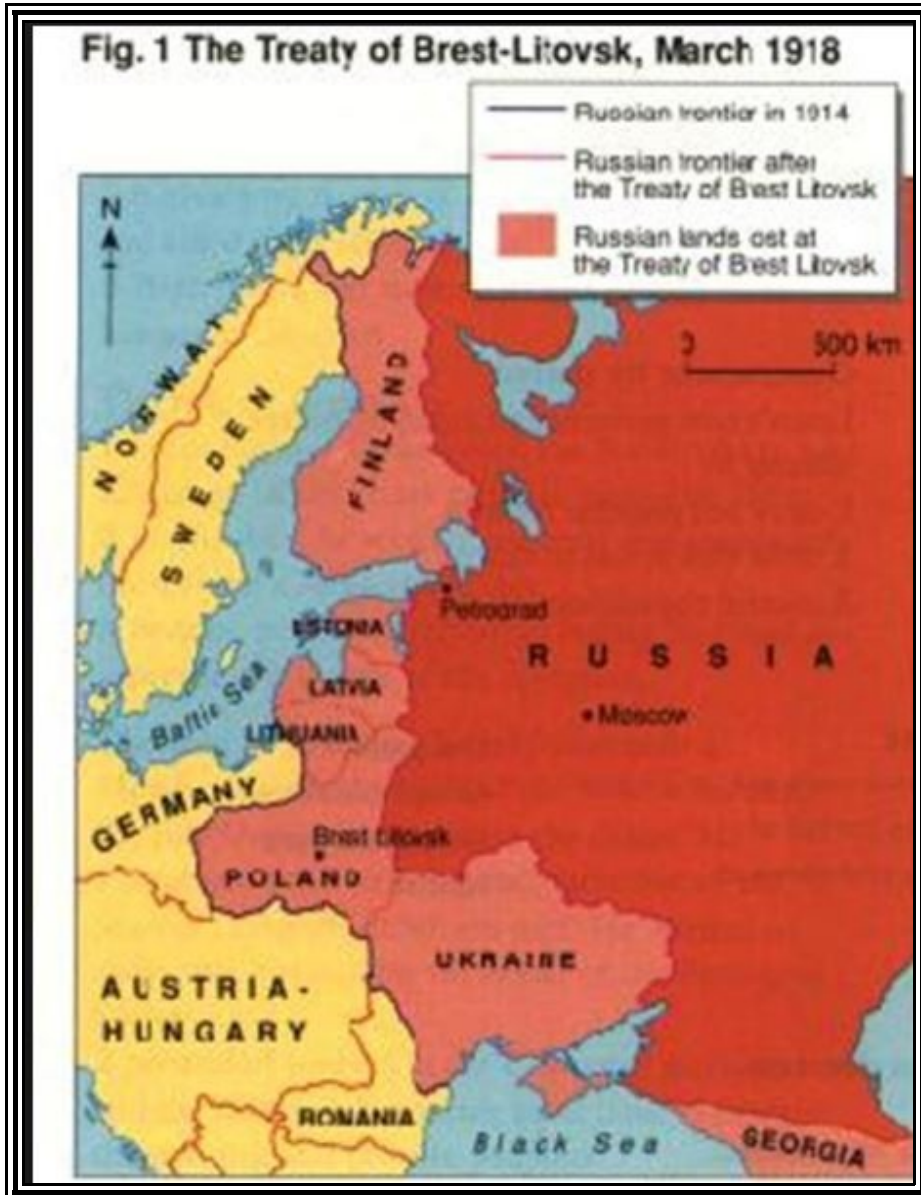 Fig. 1 The Treaty of Brest-Litovsk, March 1918
Russian frontier in 1914
Russian frontier after
the Treaty of Brest Litovsk
Russian lands lost at
the Treaty of Brest Litovsk
N
0 500 km
NORWAY
SWEDEN
FINLAND
Petrograd
ESTONIA
RUSSIA
LATVIA
Moscow
Baltic Sea
LITHUANIA
GERMANY
Brest Litovsk
POLAND
UKRAINE
AUSTRIA-
HUNGARY
ROMANIA
Black Sea
GEORGIA